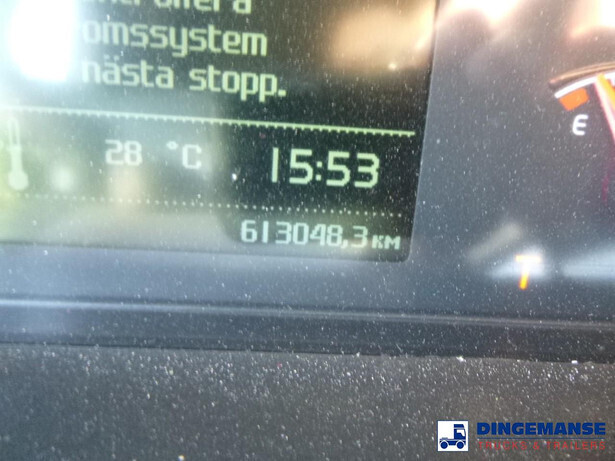 omssystem
nästa stopp.
28 °C
15:53
613048,3 KM
E
DINGEMANSE
TRUCKS & TRAILERS